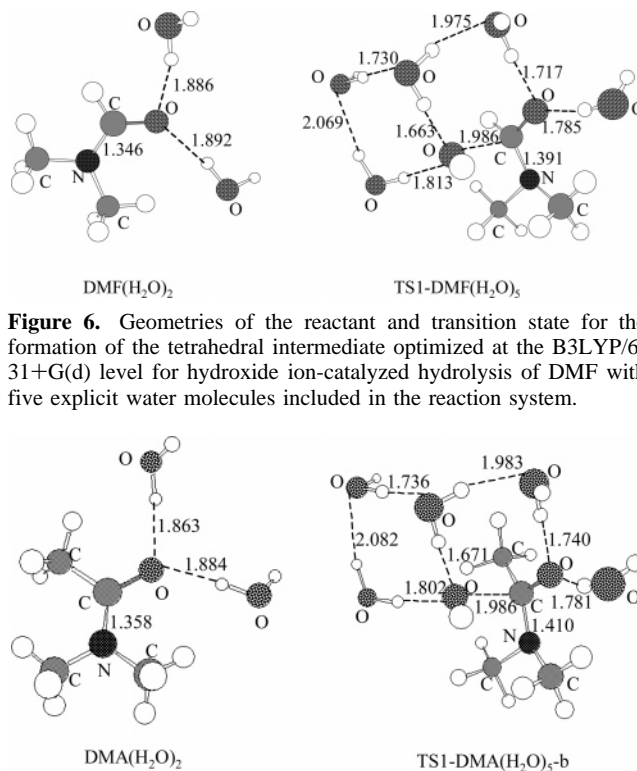 O
1.975
O
1.886
O
1.892
O
C
1.346
N
C
C
O
1.730
O
2.069
1.717
O
1.785
O
1.663
1.986
O
C
1.391
1.813
O
N
C
C
DMF(H₂O)₂
TS1-DMF(H₂O)₅
Figure 6. Geometries of the reactant and transition state for the
formation of the tetrahedral intermediate optimized at the B3LYP/6
31+G(d) level for hydroxide ion-catalyzed hydrolysis of DMF with
five explicit water molecules included in the reaction system.
O
1.863
C
O
1.884
C
O
1.358
N
C
C
O
1.736
1.983
O
O
2.082
1.740
1.671
C
O
1.802
O
1.986
C
1.781
O
O
1.410
N
C
C
DMA(H₂O)₂
TS1-DMA(H₂O)₅-b